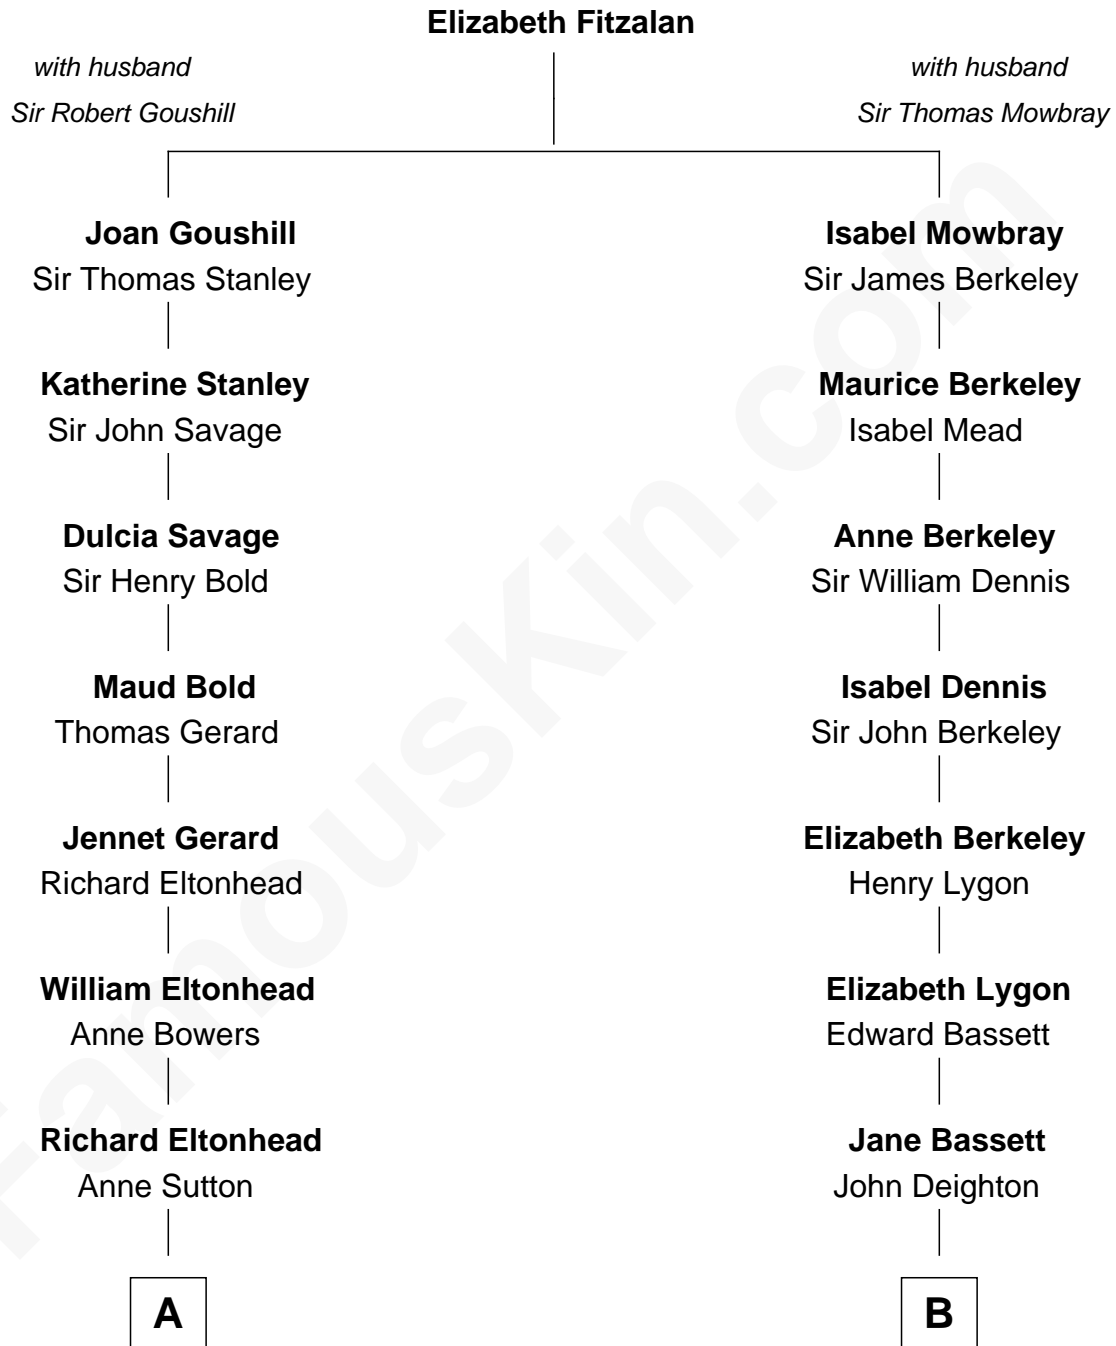 Elizabeth Fitzalan
with husband
Sir Robert Goushill
with husband
Sir Thomas Mowbray
Joan Goushill
Sir Thomas Stanley
Isabel Mowbray
Sir James Berkeley
Katherine Stanley
Sir John Savage
Maurice Berkeley
Isabel Mead
Dulcia Savage
Sir Henry Bold
Anne Berkeley
Sir William Dennis
Maud Bold
Thomas Gerard
Isabel Dennis
Sir John Berkeley
Jennet Gerard
Richard Eltonhead
Elizabeth Berkeley
Henry Lygon
William Eltonhead
Anne Bowers
Elizabeth Lygon
Edward Bassett
Richard Eltonhead
Anne Sutton
Jane Bassett
John Deighton
A
B
FamousKin.com